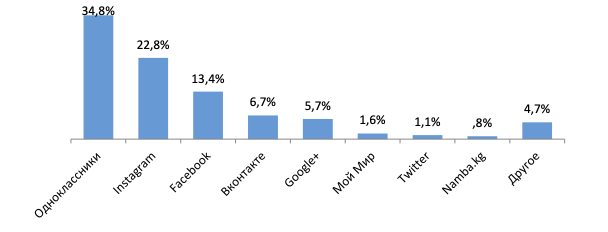 34,8%
22,8%
13,4%
6,7%
5,7%
1,6%
1,1%
,8%
4,7%
Одноклассники
Instagram
Facebook
Вконтакте
Google+
Мой Мир
Twitter
Namba.kg
Другое